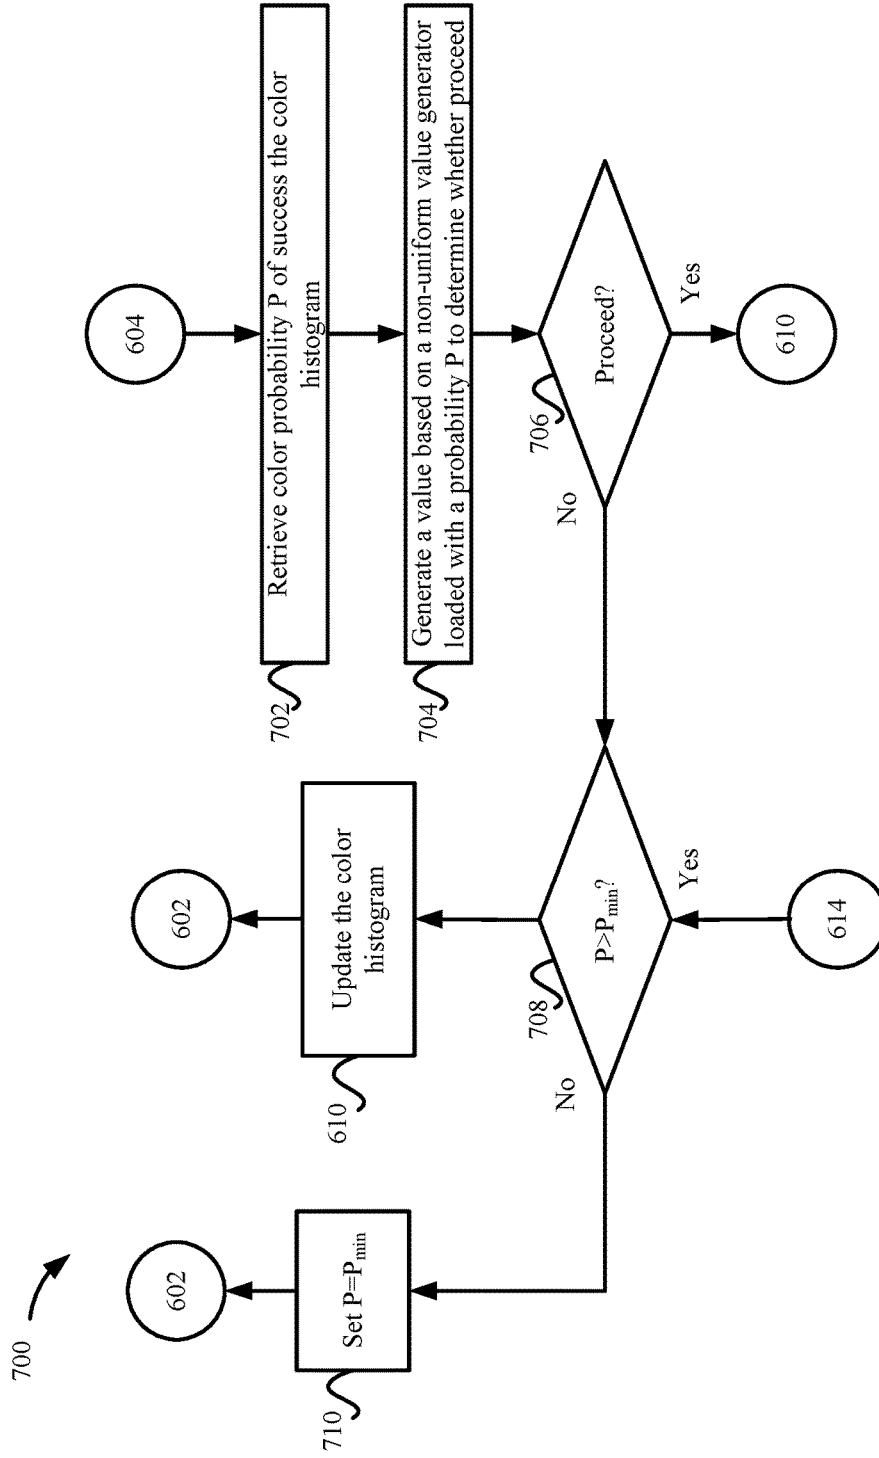 700
604
Retrieve color probability P of success the color
histogram
702
Generate a value based on a non-uniform value generator
loaded with a probability P to determine whether proceed
704
Proceed?
706
No
Yes
610
602
Update the color
histogram
610
P>Pmin?
708
No
Yes
614
602
Set P=Pmin
710